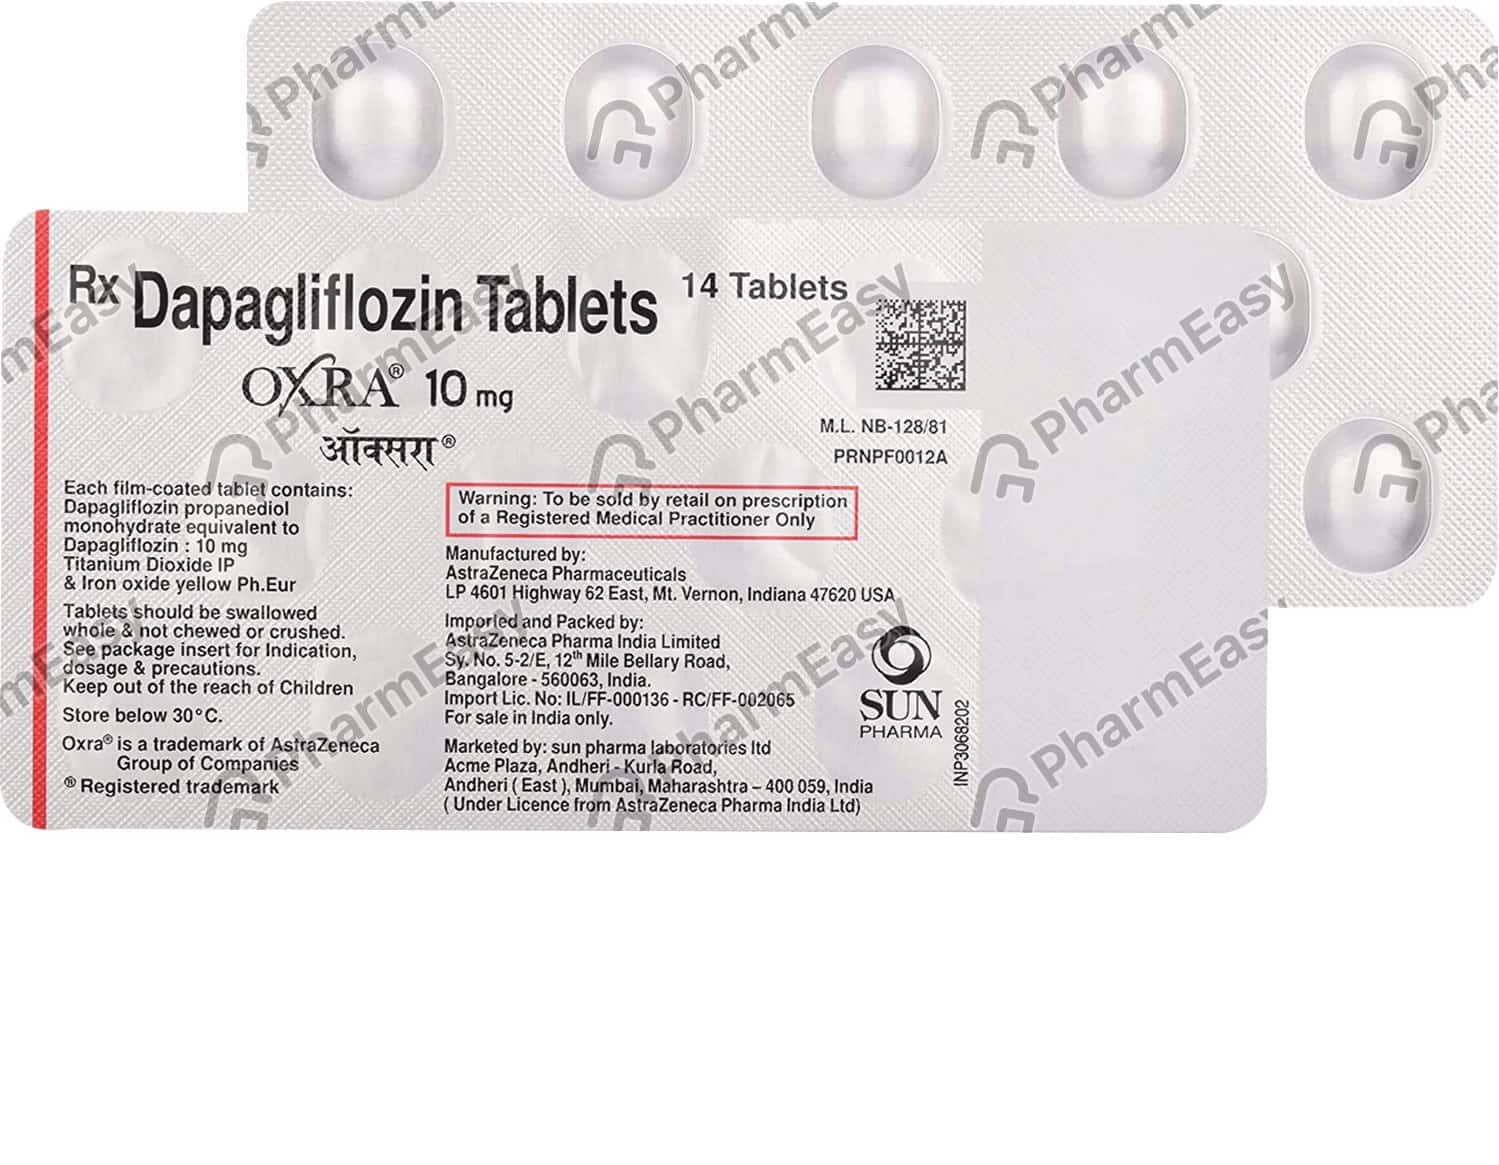 Rx Dapagliflozin Tablets 14 Tablets
OXRA® 10 mg
ऑक्सरा®
M.L. NB-128/81
PRNPF0012A
Each film-coated tablet contains:
Dapagliflozin propanediol
monohydrate equivalent to
Dapagliflozin : 10 mg
Titanium Dioxide IP
& Iron oxide yellow Ph.Eur
Tablets should be swallowed
whole & not chewed or crushed.
See package insert for Indication,
dosage & precautions.
Keep out of the reach of Children
Store below 30°C.
Oxra® is a trademark of AstraZeneca
Group of Companies
® Registered trademark
Warning: To be sold by retail on prescription
of a Registered Medical Practitioner Only
Manufactured by:
AstraZeneca Pharmaceuticals
LP 4601 Highway 62 East, Mt. Vernon, Indiana 47620 USA
Imported and Packed by:
AstraZeneca Pharma India Limited
Sy. No. 5-2/E, 12th Mile Bellary Road,
Bangalore - 560063, India.
Import Lic. No: IL/FF-000136 - RC/FF-002065
For sale in India only.
Marketed by: sun pharma laboratories ltd
Acme Plaza, Andheri - Kurla Road,
Andheri ( East ), Mumbai, Maharashtra – 400 059, India
( Under Licence from AstraZeneca Pharma India Ltd)
SUN
PHARMA
INP3068202
PharmEasy
PharmEasy
PharmEasy
PharmEasy
PharmEasy
PharmEasy